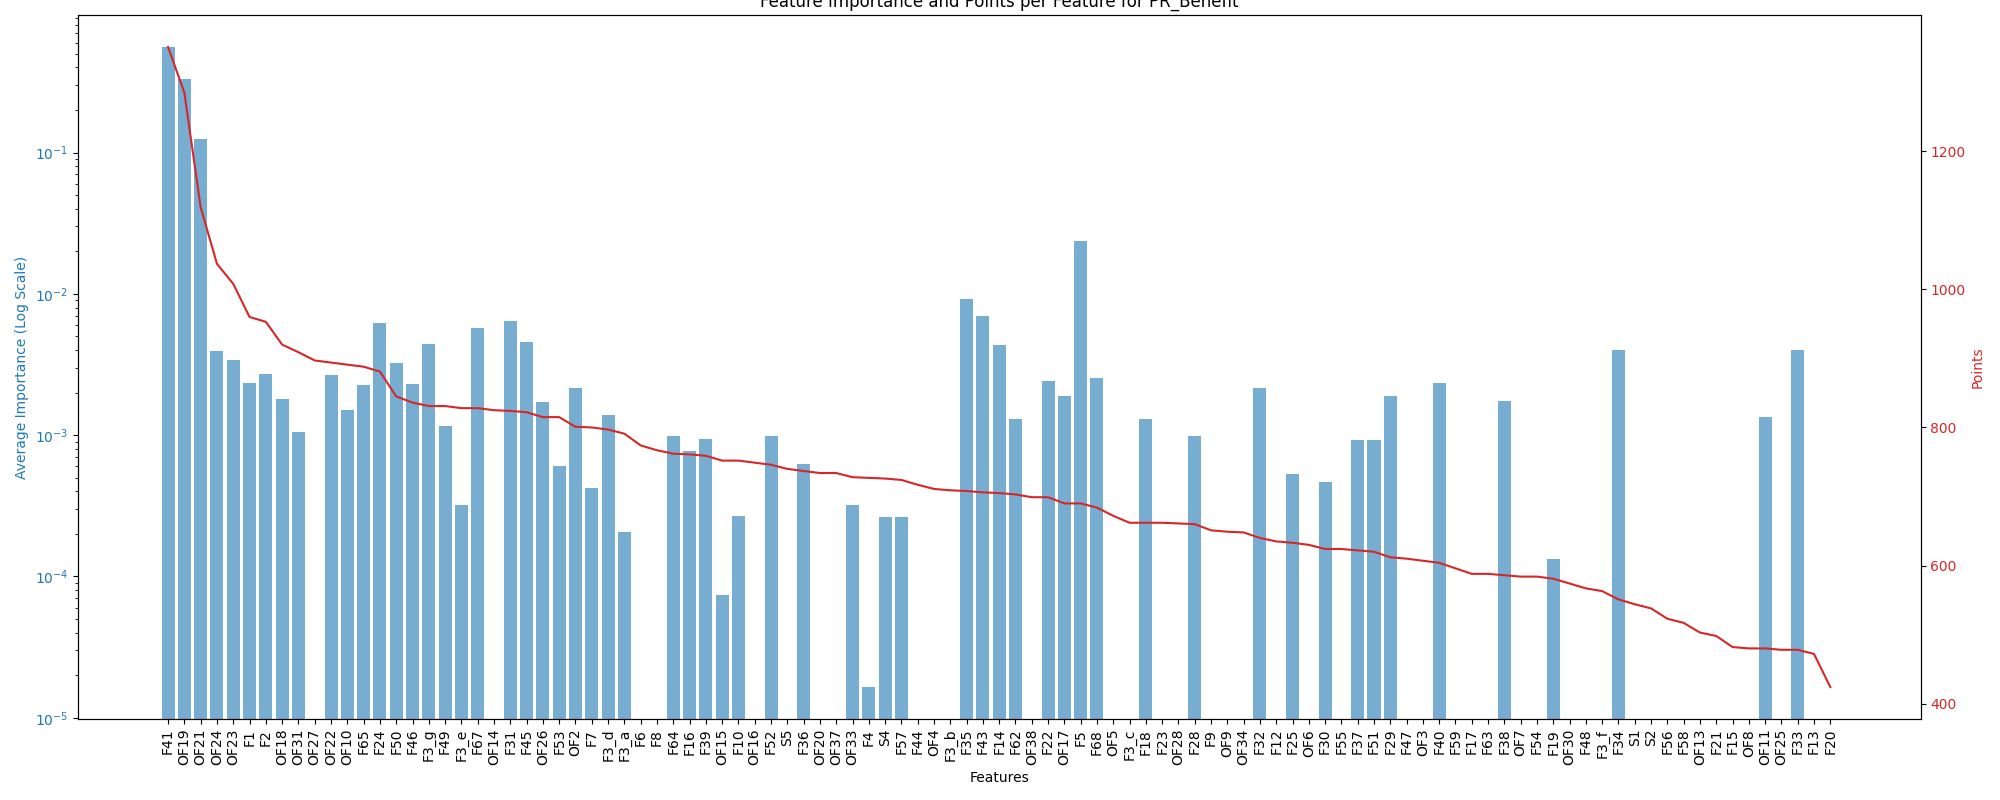 Feature Importance and Points per Feature for PR_Benefit
Average Importance (Log Scale)
10⁻¹
10⁻²
10⁻³
10⁻⁴
10⁻⁵
1200
1000
800
600
400
Points
F41 OF19 OF21 OF24 OF23 F1 F2 OF18 OF31 OF27 OF22 OF10 F65 F24 F50 F46 F3_g F49 F3_e F67 OF14 F31 F45 OF26 F53 OF2 F7 F3_d F3_a F6 F8 F64 F16 F39 OF15 F10 OF16 F52 S5 F36 OF20 OF37 OF33 F4 S4 F57 F44 OF4 F3_b F35 F43 F14 F62 OF38 F22 OF17 F5 F68 OF5 F3_c F18 F23 OF28 F28 F9 OF9 OF34 F32 F12 F25 OF6 F30 F55 F37 F51 F29 F47 OF3 F40 F59 F17 F63 F38 OF7 F54 F19 OF30 F48 F3_f F34 S1 S2 F56 F58 OF13 F21 F15 OF8 OF11 OF25 F33 F13 F20
Features